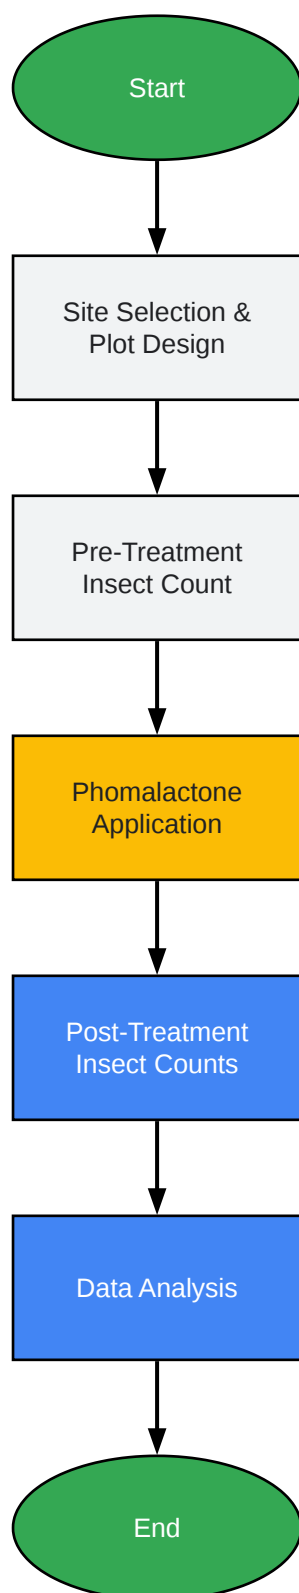 Start
Site Selection &
Plot Design
Pre-Treatment
Insect Count
Phomalactone
Application
Post-Treatment
Insect Counts
Data Analysis
End